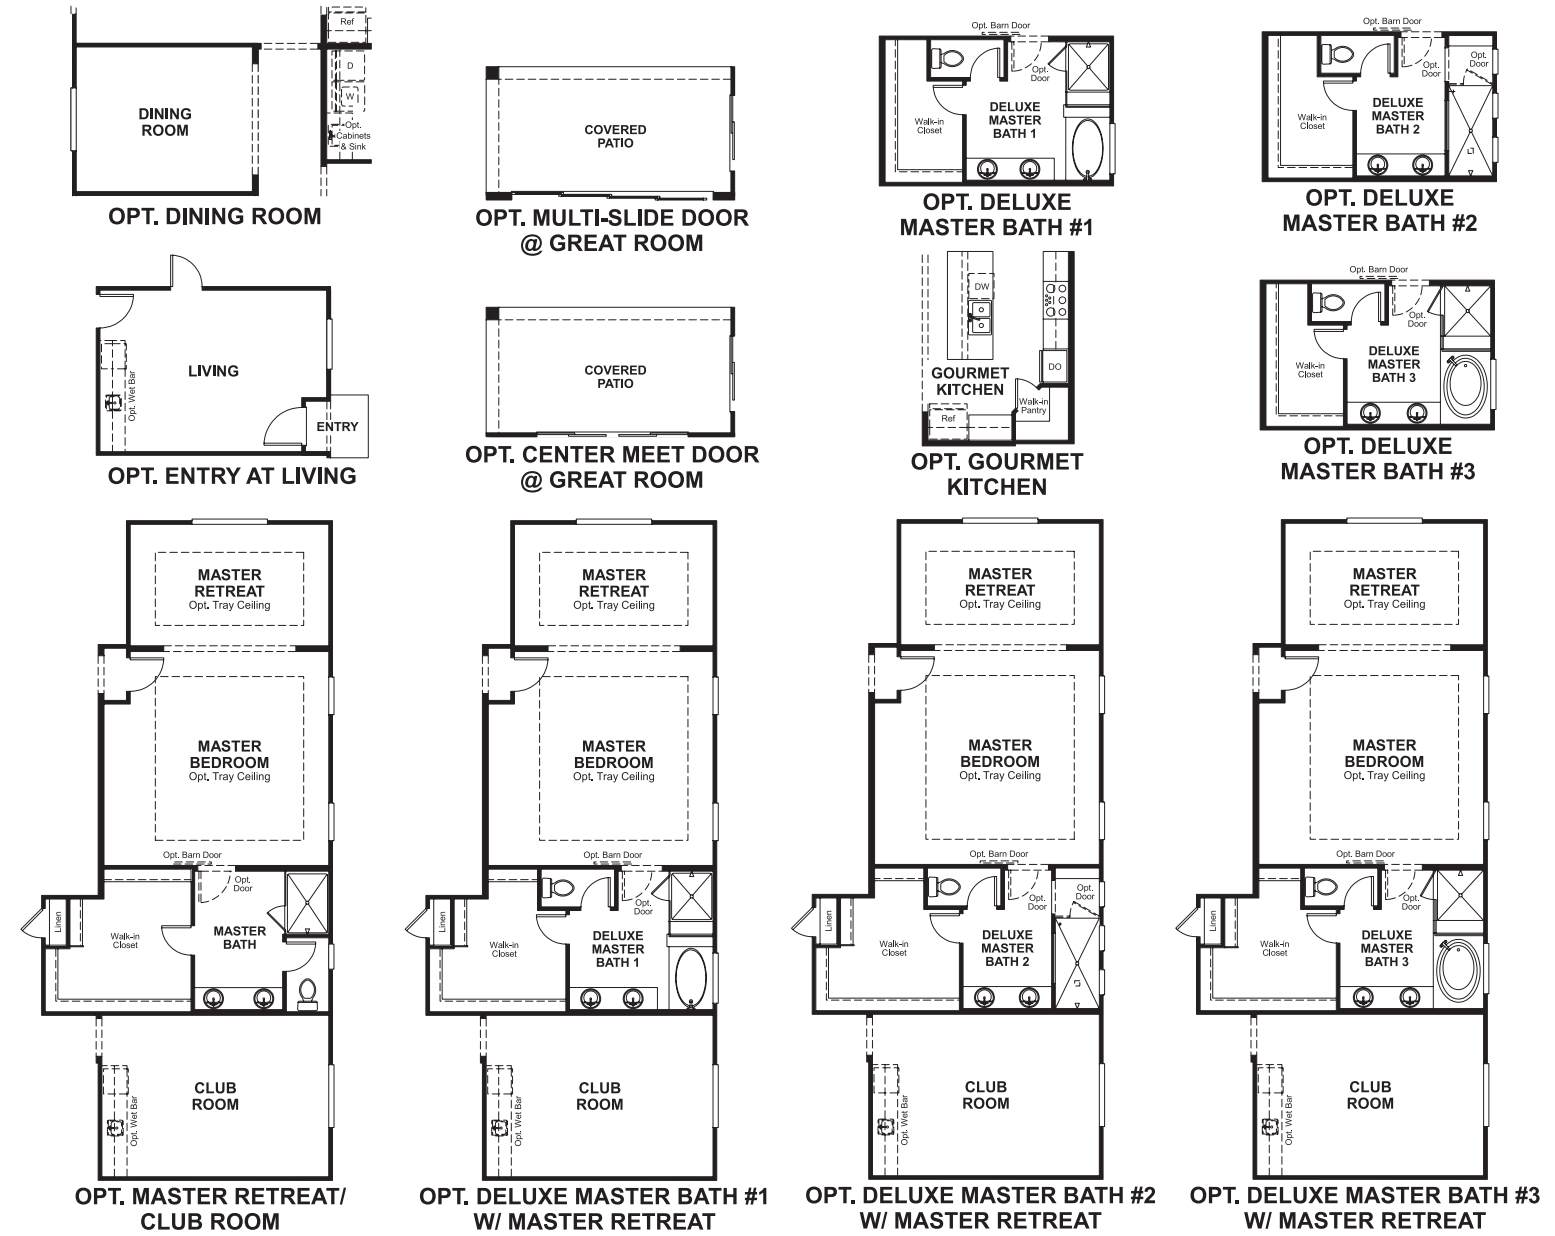 Ref
D
W
Opt.
Cabinets
& Sink
DINING
ROOM
OPT. DINING ROOM
COVERED
PATIO
OPT. MULTI-SLIDE DOOR
@ GREAT ROOM
Opt. Barn Door
Opt.
Door
Walk-in
Closet
DELUXE
MASTER
BATH 1
OPT. DELUXE
MASTER BATH #1
Opt. Barn Door
Opt.
Door
Opt.
Door
Walk-in
Closet
DELUXE
MASTER
BATH 2
OPT. DELUXE
MASTER BATH #2
LIVING
Opt. Wet Bar
ENTRY
OPT. ENTRY AT LIVING
COVERED
PATIO
OPT. CENTER MEET DOOR
@ GREAT ROOM
DW
DO
GOURMET
KITCHEN
Walk-in
Pantry
Ref
OPT. GOURMET
KITCHEN
Opt. Barn Door
Opt.
Door
Walk-in
Closet
DELUXE
MASTER
BATH 3
OPT. DELUXE
MASTER BATH #3
MASTER
RETREAT
Opt. Tray Ceiling
MASTER
BEDROOM
Opt. Tray Ceiling
Opt. Barn Door
Opt.
Door
Linen
Walk-in
Closet
MASTER
BATH
CLUB
ROOM
Opt. Wet Bar
OPT. MASTER RETREAT/
CLUB ROOM
MASTER
RETREAT
Opt. Tray Ceiling
MASTER
BEDROOM
Opt. Tray Ceiling
Opt. Barn Door
Opt.
Door
Linen
Walk-in
Closet
DELUXE
MASTER
BATH 1
CLUB
ROOM
Opt. Wet Bar
OPT. DELUXE MASTER BATH #1
W/ MASTER RETREAT
MASTER
RETREAT
Opt. Tray Ceiling
MASTER
BEDROOM
Opt. Tray Ceiling
Opt. Barn Door
Opt.
Door
Opt.
Door
Linen
Walk-in
Closet
DELUXE
MASTER
BATH 2
CLUB
ROOM
Opt. Wet Bar
OPT. DELUXE MASTER BATH #2
W/ MASTER RETREAT
MASTER
RETREAT
Opt. Tray Ceiling
MASTER
BEDROOM
Opt. Tray Ceiling
Opt. Barn Door
Opt.
Door
Linen
Walk-in
Closet
DELUXE
MASTER
BATH 3
CLUB
ROOM
Opt. Wet Bar
OPT. DELUXE MASTER BATH #3
W/ MASTER RETREAT